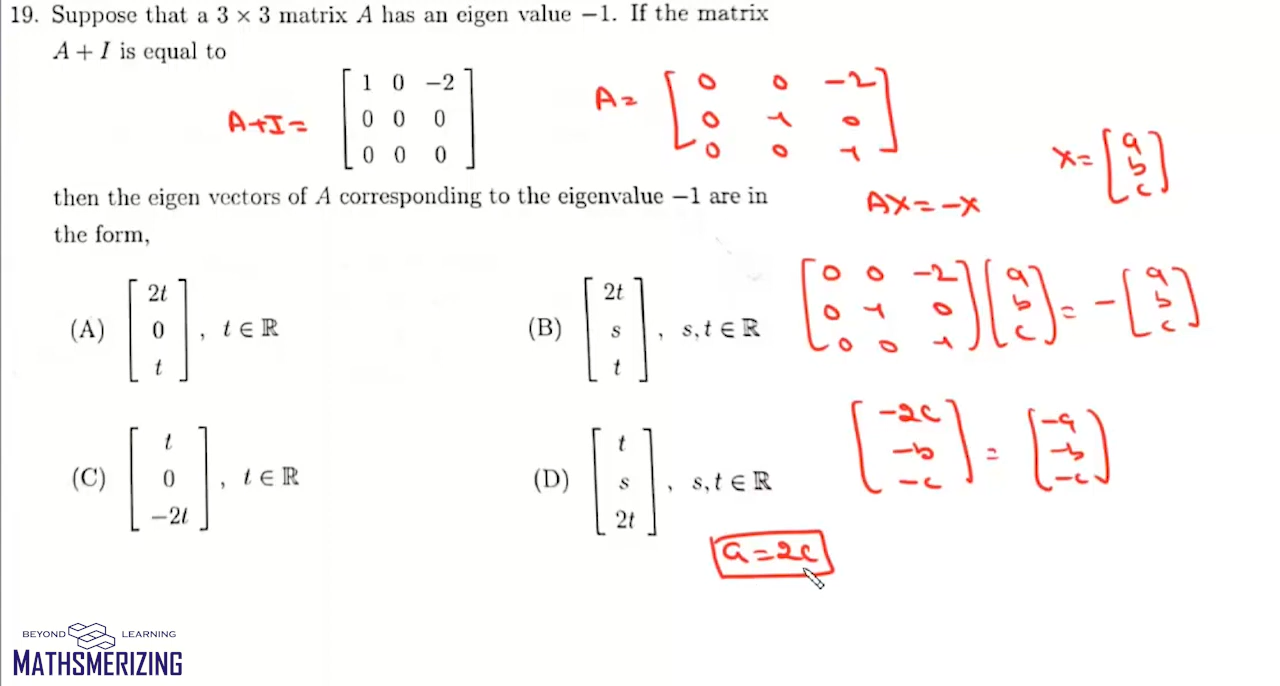 19. Suppose that a 3 × 3 matrix A has an eigen value −1. If the matrix
A + I is equal to
A+I=
[ 1 0 −2
0 0 0
0 0 0 ]
A= [ 0 0 −2
0 -1 0
0 0 -1 ]
x= [ a
b
c ]
then the eigen vectors of A corresponding to the eigenvalue −1 are in
the form,
AX = −X
(A) [ 2t
0
t ] , t ∈ ℝ
(B) [ 2t
s
t ] , s, t ∈ ℝ
[ 0 0 −2
0 -1 0
0 0 -1 ] [ a
b
c ] = − [ a
b
c ]
(C) [ t
0
−2t ] , t ∈ ℝ
(D) [ t
s
2t ] , s, t ∈ ℝ
[ −2c
−b
−c ] = [ −a
−b
−c ]
a = 2c
BEYOND LEARNING
MATHSMERIZING